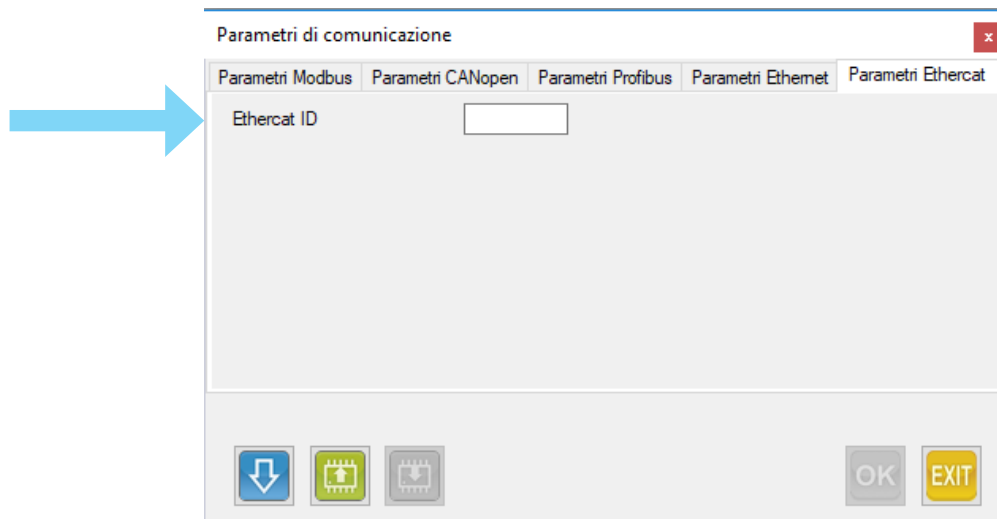 Parametri di comunicazione
x
Parametri Modbus Parametri CANopen Parametri Profibus Parametri Ethernet Parametri Ethercat
Ethercat ID
OK EXIT